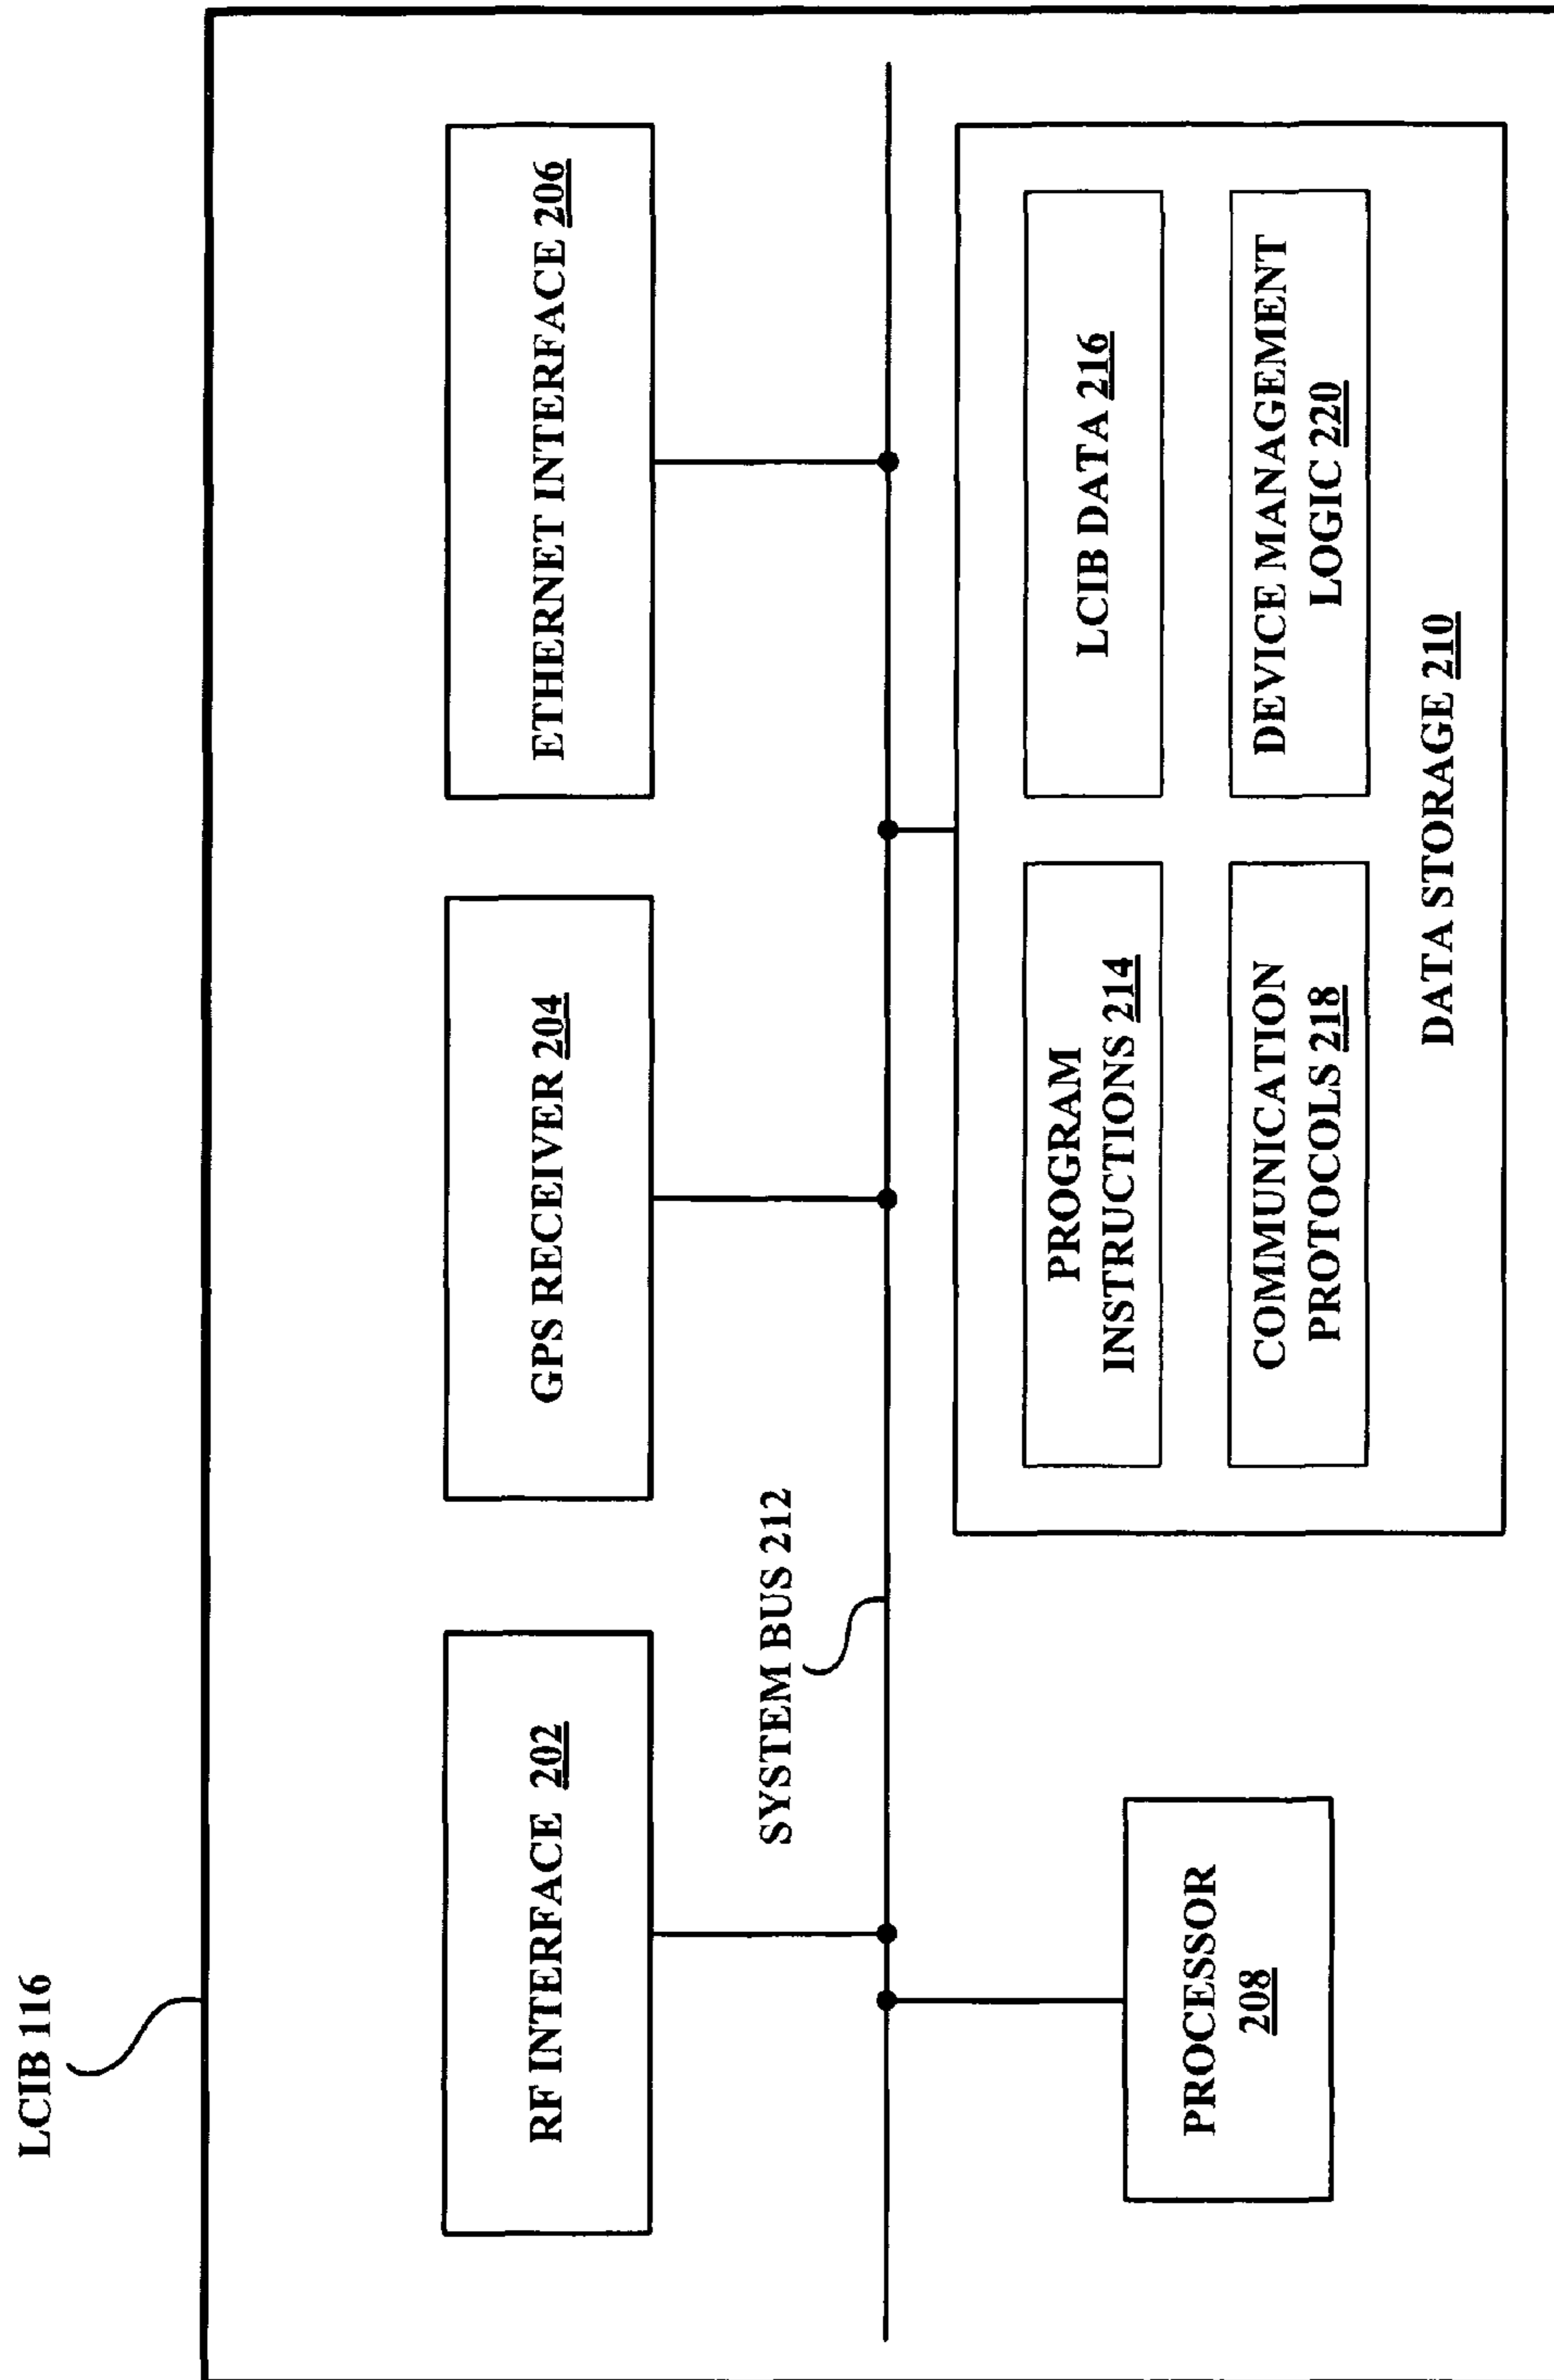 LCIB 116
RF INTERFACE 202
GPS RECEIVER 204
ETHERNET INTERFACE 206
SYSTEM BUS 212
PROCESSOR
208
PROGRAM
INSTRUCTIONS 214
LCIB DATA 216
COMMUNICATION
PROTOCOLS 218
DEVICE MANAGEMENT
LOGIC 220
DATA STORAGE 210